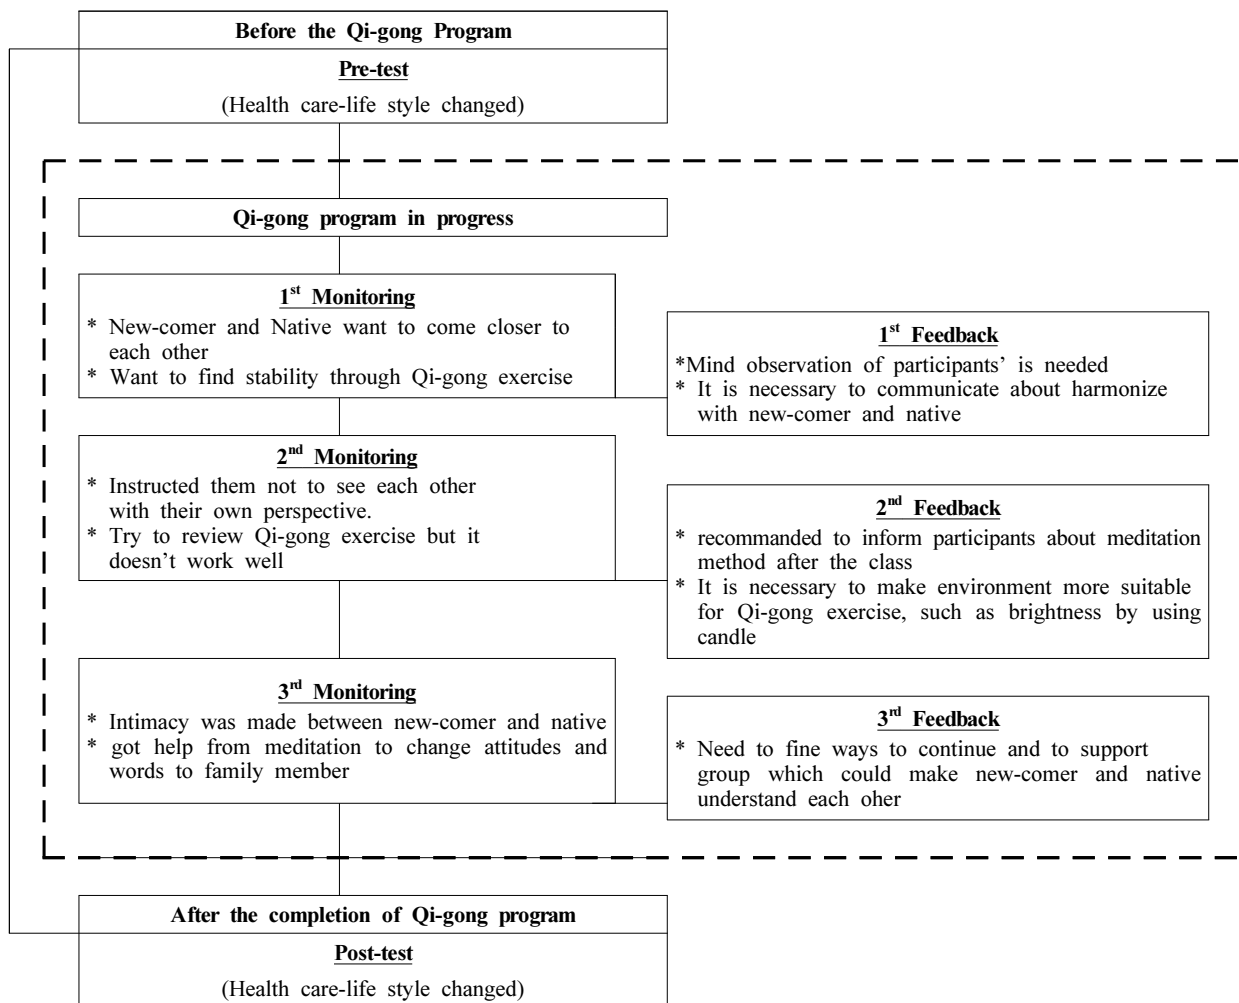 Before the Qi-gong Program
Pre-test
(Health care-life style changed)
Qi-gong program in progress
1st Monitoring
* New-comer and Native want to come closer to
each other
* Want to find stability through Qi-gong exercise
1st Feedback
*Mind observation of participants' is needed
* It is necessary to communicate about harmonize
with new-comer and native
2nd Monitoring
* Instructed them not to see each other
with their own perspective.
* Try to review Qi-gong exercise but it
doesn't work well
2nd Feedback
* recommanded to inform participants about meditation
method after the class
* It is necessary to make environment more suitable
for Qi-gong exercise, such as brightness by using
candle
3rd Monitoring
* Intimacy was made between new-comer and native
* got help from meditation to change attitudes and
words to family member
3rd Feedback
* Need to fine ways to continue and to support
group which could make new-comer and native
understand each oher
After the completion of Qi-gong program
Post-test
(Health care-life style changed)